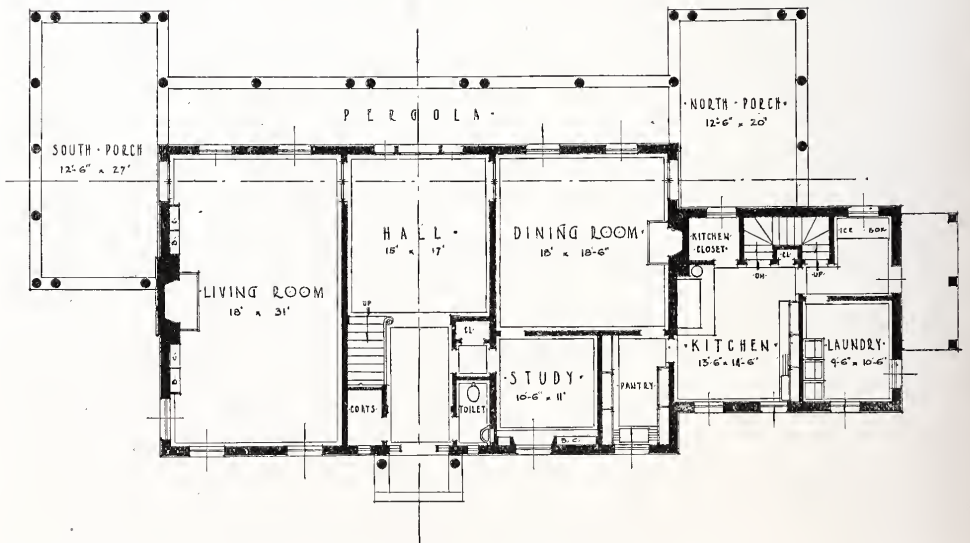 PERGOLA·
·NORTH·PORCH·
12'-6" x 20'
SOUTH·PORCH
12'-6" x 27'
HALL·
15' x 17'
DINING ROOM·
18' x 18'-6"
·KITCHEN·
CLOSET·
CL.
ICE BOX
DN·
·UP·
B. C.
·LIVING ROOM
18' x 31'
UP
CL.
·STUDY·
10'-6" x 11'
PANTRY
·KITCHEN·
13'-6" x 14'-6"
·LAUNDRY·
9'-6" x 10'-6"
B. C.
COATS
TOILET
B. C.